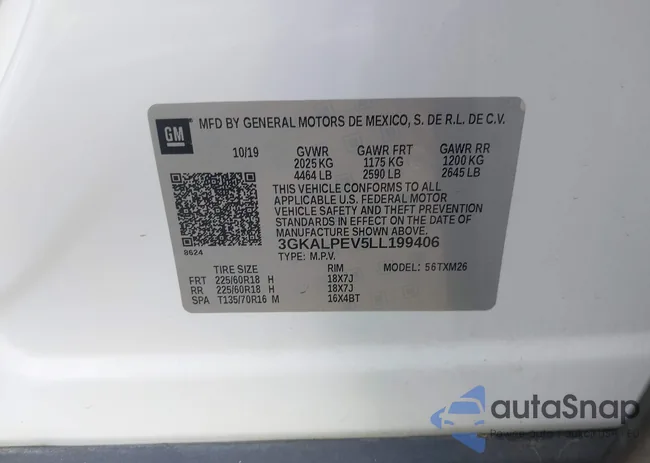 GM
MFD BY GENERAL MOTORS DE MEXICO, S. DE R.L. DE C.V.
10/19 GVWR GAWR FRT GAWR RR
2025 KG 1175 KG 1200 KG
4464 LB 2590 LB 2645 LB
THIS VEHICLE CONFORMS TO ALL
APPLICABLE U.S. FEDERAL MOTOR
VEHICLE SAFETY AND THEFT PREVENTION
STANDARDS IN EFFECT ON THE DATE
OF MANUFACTURE SHOWN ABOVE.
8624
3GKALPEV5LL199406
TYPE: M.P.V.
TIRE SIZE RIM MODEL: 56TXM26
FRT 225/60R18 H 18X7J
RR 225/60R18 H 18X7J
SPA T135/70R16 M 16X4BT
autoSnap